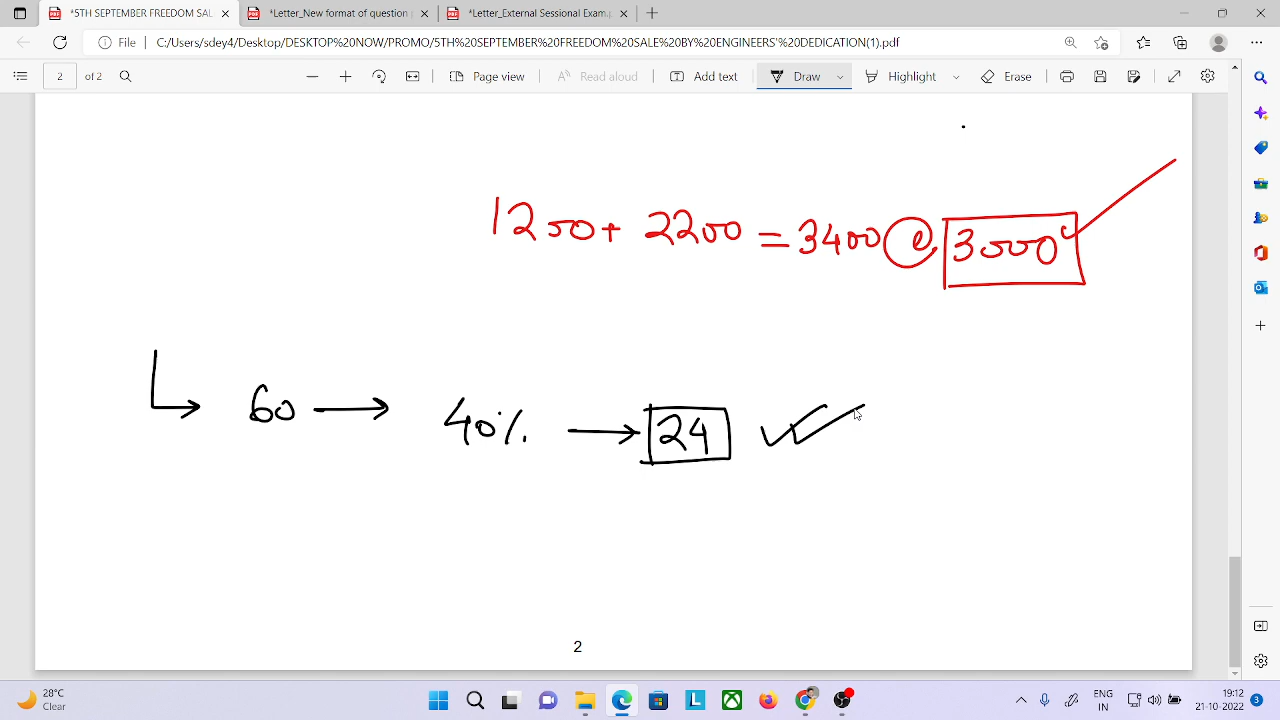 *5TH SEPTEMBER FREEDOM SAL
*Letter_New format of question p
*Letter_External Sessional Exam.p
File C:/Users/sdey4/Desktop/DESKTOP%20NOW/PROMO/5TH%20SEPTEMBER%20FREEDOM%20SALE%20BY%20ENGINEERS'%20DEDICATION(1).pdf
2 of 2 Page view Read aloud Add text Draw Highlight Erase
1200 + 2200 = 3400 @ 3000
60 → 40% → 24
2
28°C
Clear
ENG
IN
19:12
21-10-2022
3